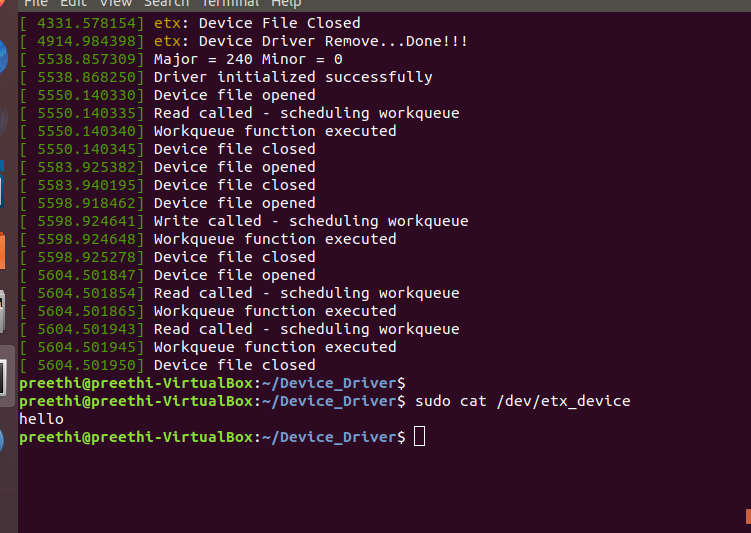 File Edit View Search Terminal Help
[ 4331.578154] etx: Device File Closed
[ 4914.984398] etx: Device Driver Remove...Done!!!
[ 5538.857309] Major = 240 Minor = 0
[ 5538.868250] Driver initialized successfully
[ 5550.140330] Device file opened
[ 5550.140335] Read called - scheduling workqueue
[ 5550.140340] Workqueue function executed
[ 5550.140345] Device file closed
[ 5583.925382] Device file opened
[ 5583.940195] Device file closed
[ 5598.918462] Device file opened
[ 5598.924641] Write called - scheduling workqueue
[ 5598.924648] Workqueue function executed
[ 5598.925278] Device file closed
[ 5604.501847] Device file opened
[ 5604.501854] Read called - scheduling workqueue
[ 5604.501865] Workqueue function executed
[ 5604.501943] Read called - scheduling workqueue
[ 5604.501945] Workqueue function executed
[ 5604.501950] Device file closed
preethi@preethi-VirtualBox:~/Device_Driver$
preethi@preethi-VirtualBox:~/Device_Driver$ sudo cat /dev/etx_device
hello
preethi@preethi-VirtualBox:~/Device_Driver$